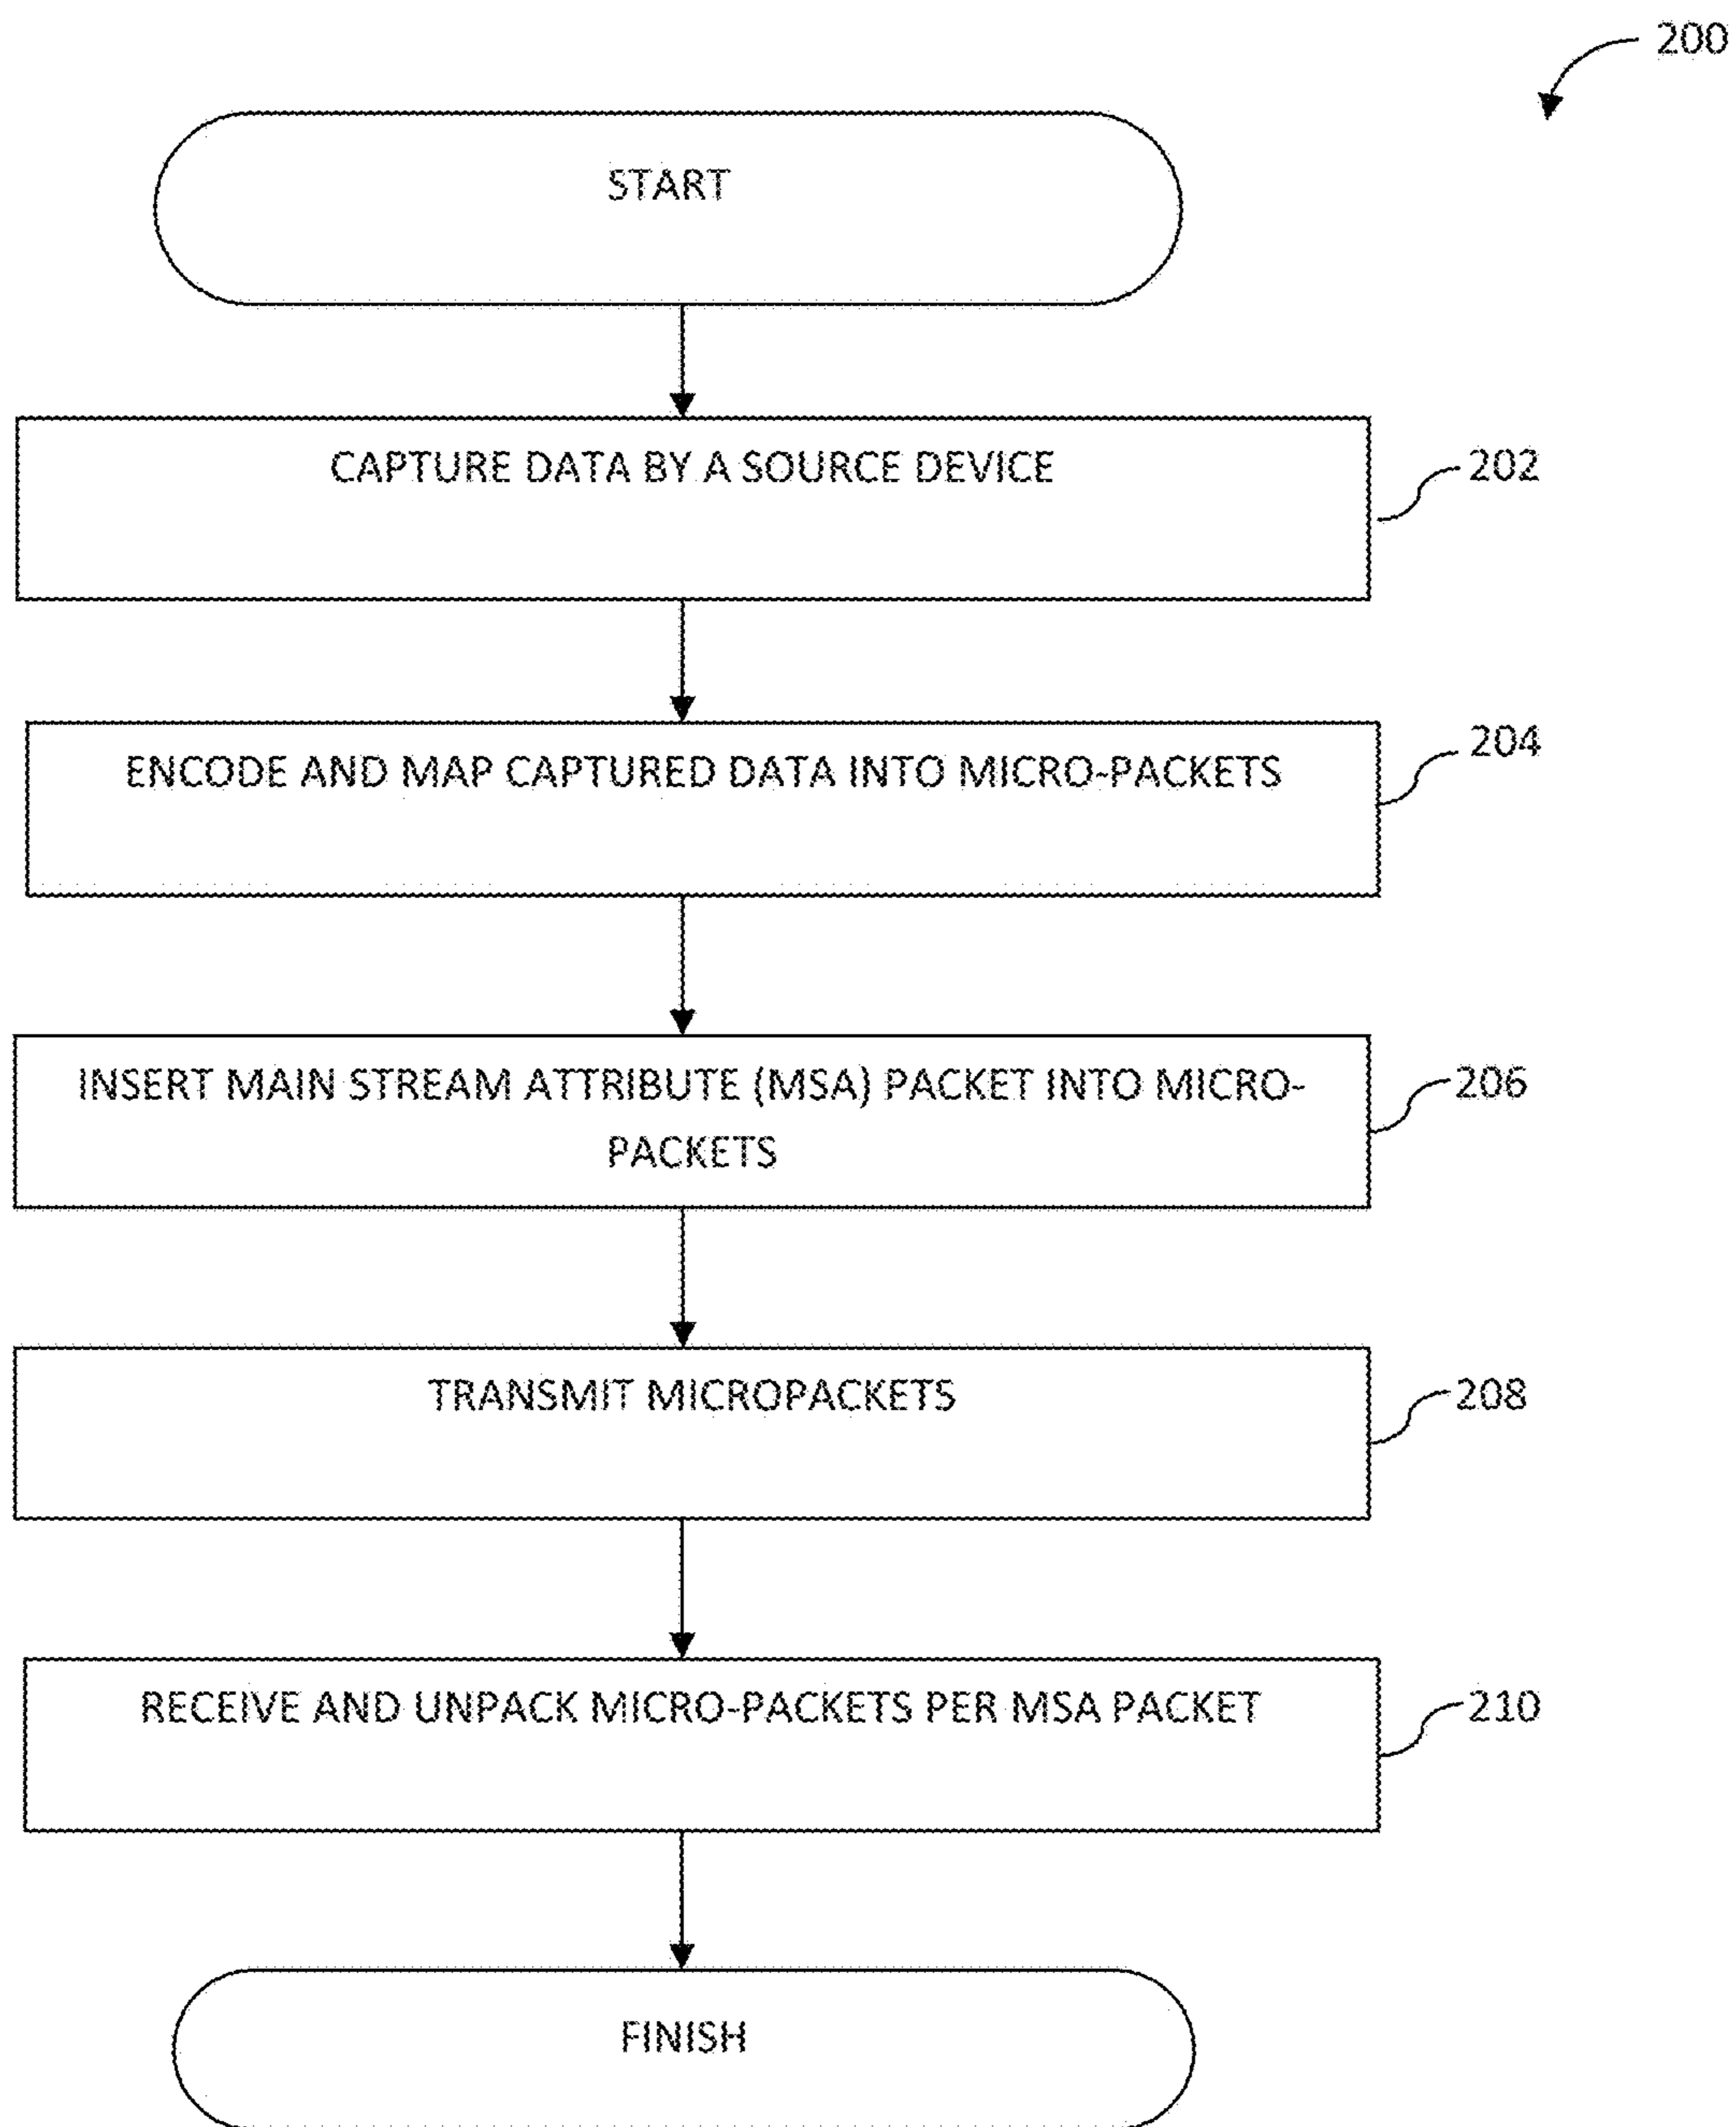 200
START
CAPTURE DATA BY A SOURCE DEVICE
202
ENCODE AND MAP CAPTURED DATA INTO MICRO-PACKETS
204
INSERT MAIN STREAM ATTRIBUTE (MSA) PACKET INTO MICRO-
PACKETS
206
TRANSMIT MICROPACKETS
208
RECEIVE AND UNPACK MICRO-PACKETS PER MSA PACKET
210
FINISH